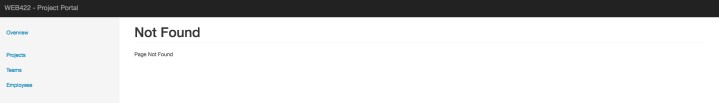 WEB422 - Project Portal
Overview
Projects
Teams
Employees
Not Found
Page Not Found